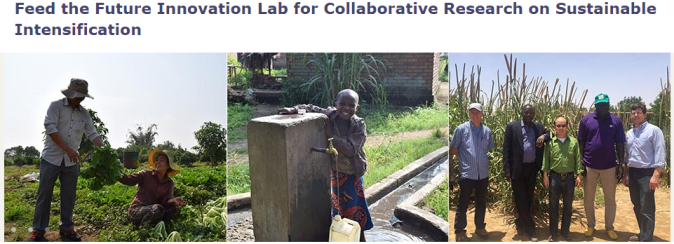 Feed the Future Innovation Lab for Collaborative Research on Sustainable
Intensification